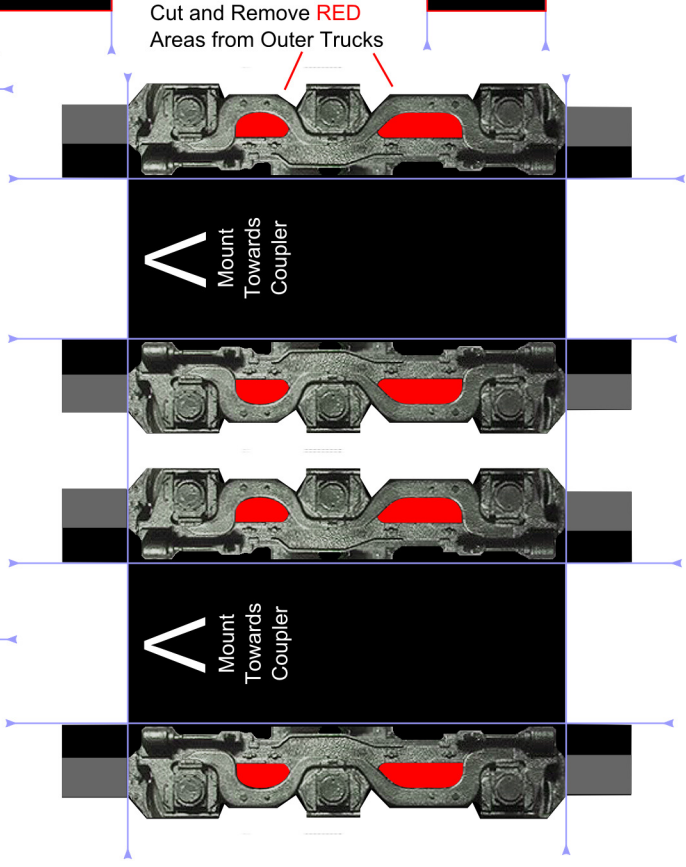 Cut and Remove RED
Areas from Outer Trucks
Mount
Towards
Coupler
Mount
Towards
Coupler